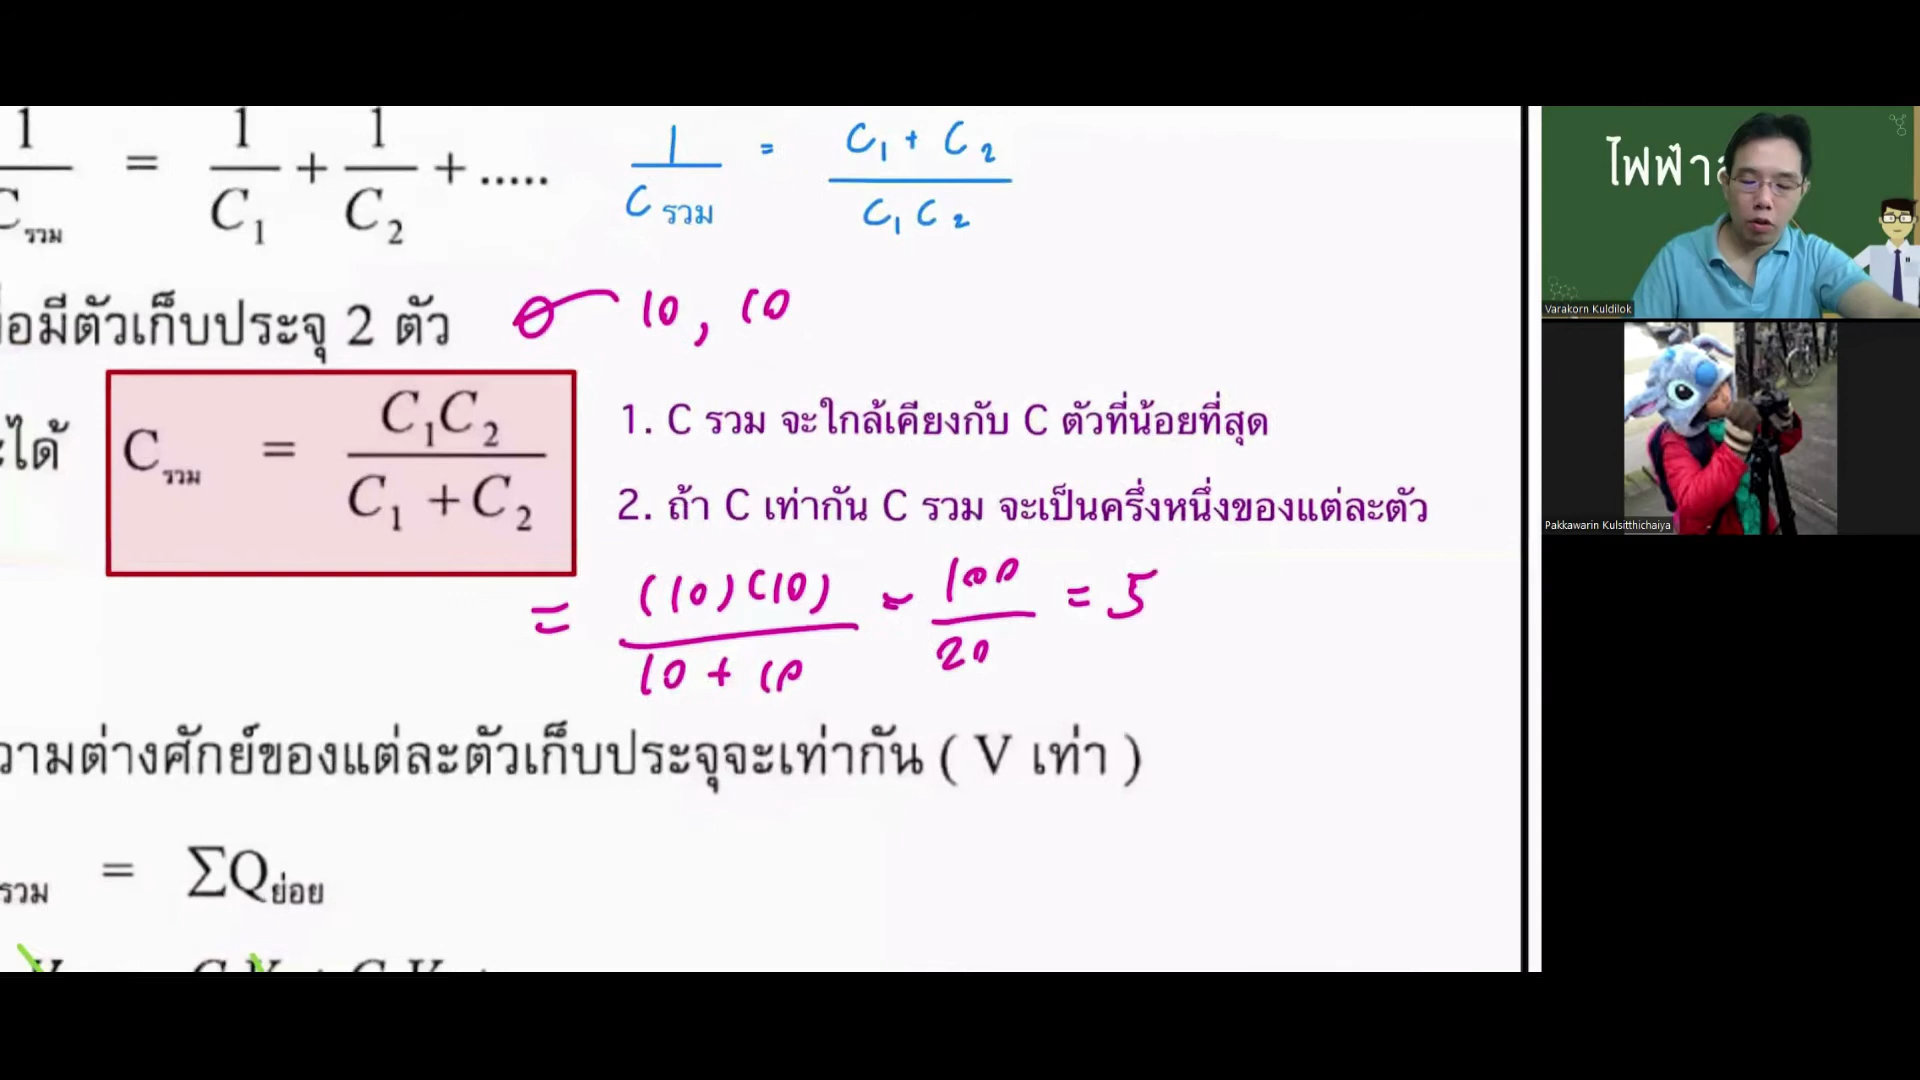 1 = 1/C₁ + 1/C₂ + .....
รวม
1/C รวม = C₁ + C₂ / C₁ C₂
มีตัวเก็บประจุ 2 ตัว
10, 10
ได้
C รวม = C₁C₂ / C₁ + C₂
1. C รวม จะใกล้เคียงกับ C ตัวที่น้อยที่สุด
2. ถ้า C เท่ากัน C รวม จะเป็นครึ่งหนึ่งของแต่ละตัว
= (10)(10) / 10 + 10 = 100 / 20 = 5
วามต่างศักย์ของแต่ละตัวเก็บประจุจะเท่ากัน ( V เท่า )
รวม = ΣQย่อย
ไฟฟ้า
Varakorn Kuldilok
Pakkawarin Kulsitthichaiya